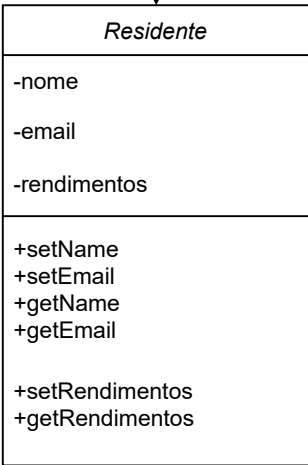 Residente
-nome
-email
-rendimentos
+setName
+setEmail
+getName
+getEmail
+setRendimentos
+getRendimentos